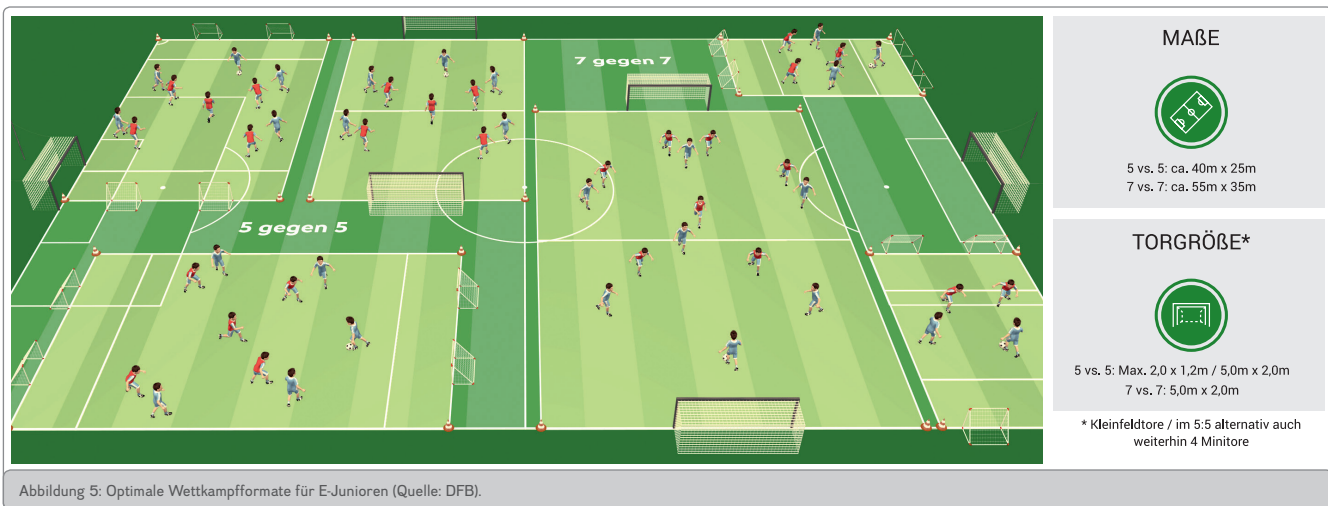 7 gegen 7
5 gegen 5
MAßE
5 vs. 5: ca. 40m x 25m
7 vs. 7: ca. 55m x 35m
TORGRÖßE*
5 vs. 5: Max. 2,0 x 1,2m / 5,0m x 2,0m
7 vs. 7: 5,0m x 2,0m
* Kleinfeldtore / im 5:5 alternativ auch
weiterhin 4 Minitore
Abbildung 5: Optimale Wettkampfformate für E-Junioren (Quelle: DFB).